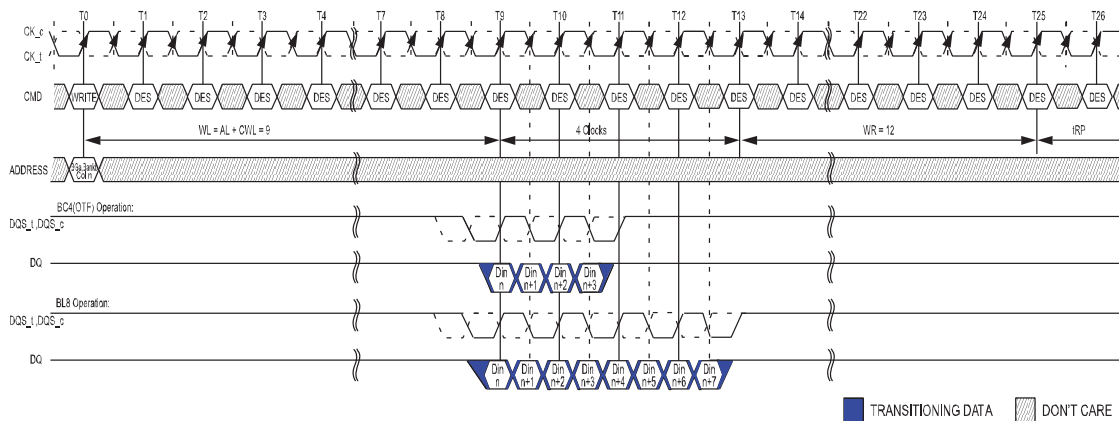 T0 T1 T2 T3 T4 T7 T8 T9 T10 T11 T12 T13 T14 T22 T23 T24 T25 T26
CK_c
CK_t
CMD WRITE DES DES DES DES DES DES DES DES DES DES DES DES DES DES DES DES DES
WL = AL + CWL = 9 4 Clocks WR = 12 tRP
ADDRESS
Col n
BC4(OTF) Operation:
DQS_t ,DQS_c
DQ Din n Din n+1 Din n+2 Din n+3
BL8 Operation:
DQS_t ,DQS_c
DQ Din n Din n+1 Din n+2 Din n+3 Din n+4 Din n+5 Din n+6 Din n+7
TRANSITIONING DATA DON'T CARE